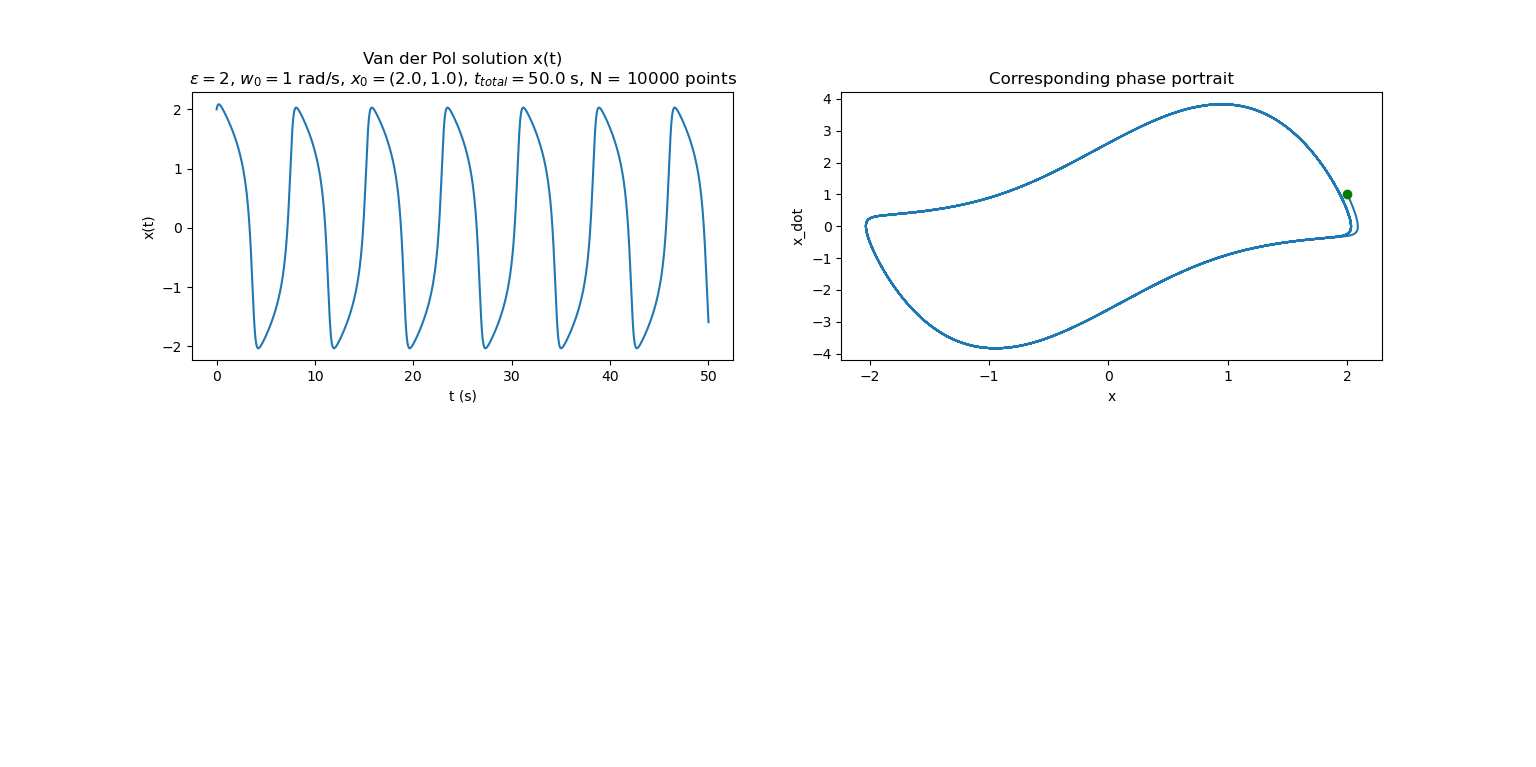 Van der Pol solution x(t)
ε = 2, w₀ = 1 rad/s, x₀ = (2.0, 1.0), t_total = 50.0 s, N = 10000 points
2
1
0
−1
−2
x(t)
0 10 20 30 40 50
t (s)
Corresponding phase portrait
4
3
2
1
0
−1
−2
−3
−4
x_dot
−2 −1 0 1 2
x